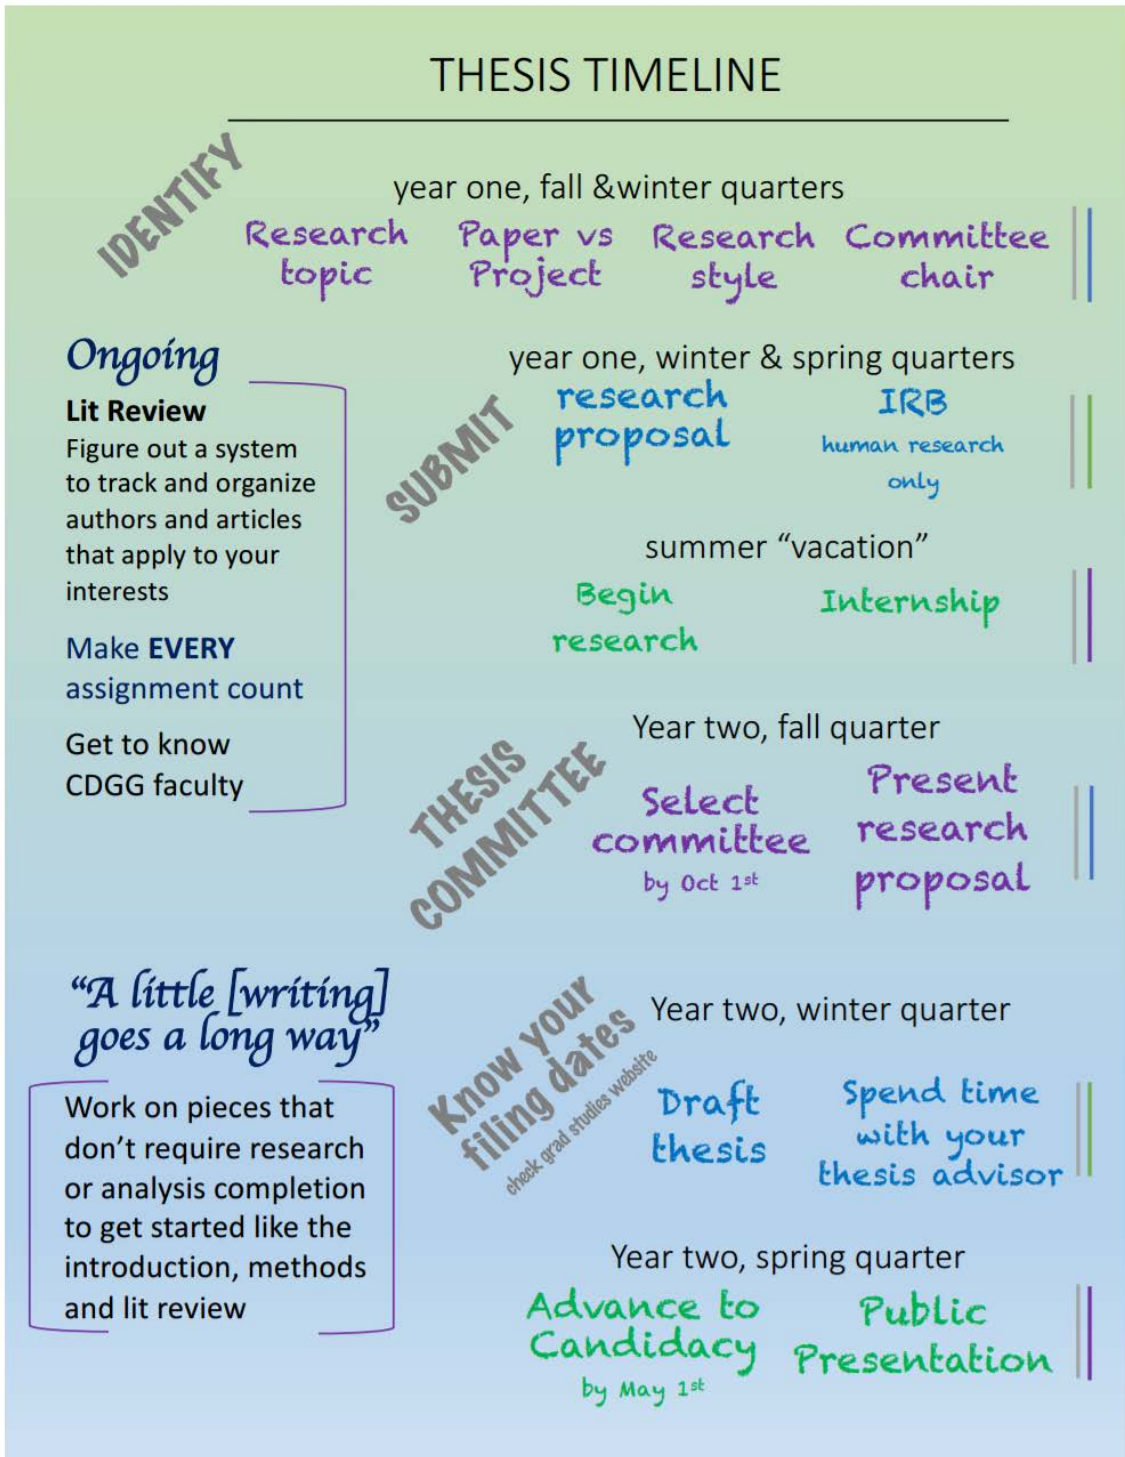 THESIS TIMELINE
IDENTIFY
year one, fall &winter quarters
Research topic
Paper vs Project
Research style
Committee chair
Ongoing
Lit Review
Figure out a system
to track and organize
authors and articles
that apply to your
interests
Make EVERY
assignment count
Get to know
CDGG faculty
SUBMIT
year one, winter & spring quarters
research
proposal
IRB
human research
only
summer “vacation”
Begin
research
Internship
THESIS
COMMITTEE
Year two, fall quarter
Select
committee
by Oct 1st
Present
research
proposal
“A little [writing]
goes a long way”
Work on pieces that
don’t require research
or analysis completion
to get started like the
introduction, methods
and lit review
Know your
filing dates
check grad studies website
Year two, winter quarter
Draft
thesis
Spend time
with your
thesis advisor
Year two, spring quarter
Advance to
Candidacy
by May 1st
Public
Presentation